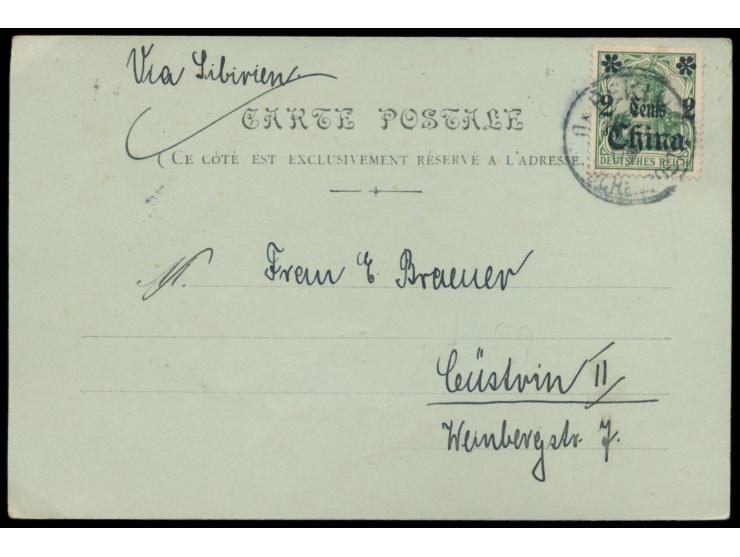 Via Sibirien.
CARTE POSTALE
(CE CÔTÉ EST EXCLUSIVEMENT RÉSERVÉ A L'ADRESSE.
2 Cents 2
China
DEUTSCHES REICH
Frau E. Braeuer
Cüstrin II
Weinbergstr. 7.